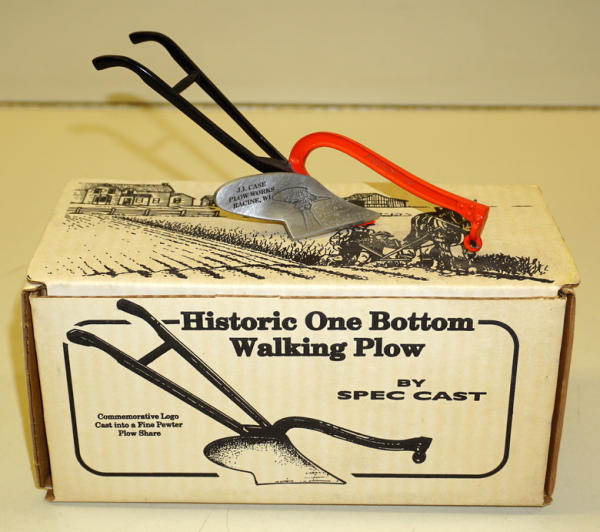 J.I. CASE
PLOW WORKS
RACINE, WI.
Historic One Bottom
Walking Plow
BY
SPEC CAST
Commemorative Logo
Cast into a Fine Pewter
Plow Share